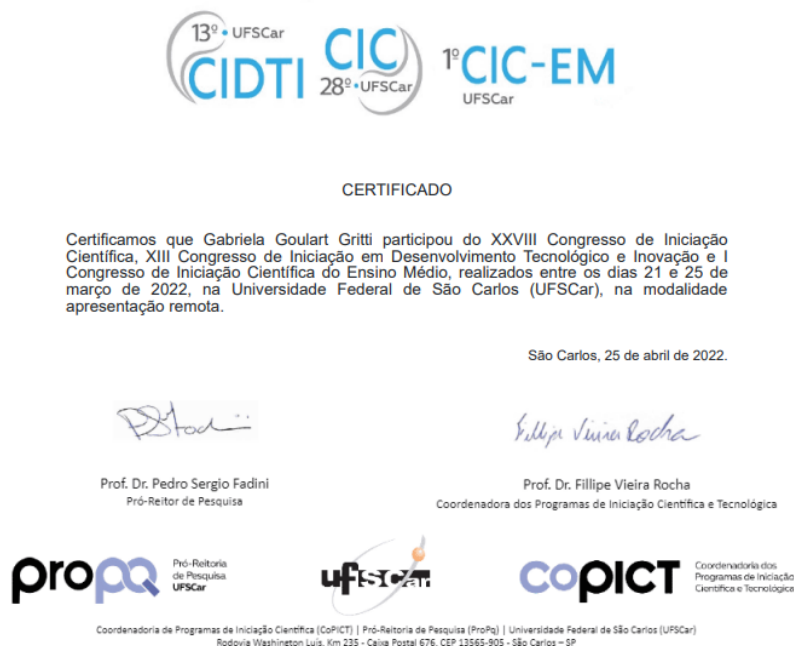 13º • UFSCar
CIDTI
CIC
28º • UFSCar
1º CIC-EM
UFSCar
CERTIFICADO
Certificamos que Gabriela Goulart Gritti participou do XXVIII Congresso de Iniciação
Científica, XIII Congresso de Iniciação em Desenvolvimento Tecnológico e Inovação e I
Congresso de Iniciação Científica do Ensino Médio, realizados entre os dias 21 e 25 de
março de 2022, na Universidade Federal de São Carlos (UFSCar), na modalidade
apresentação remota.
São Carlos, 25 de abril de 2022.
Fillipe Vieira Rocha
Prof. Dr. Pedro Sergio Fadini
Pró-Reitor de Pesquisa
Prof. Dr. Fillipe Vieira Rocha
Coordenadora dos Programas de Iniciação Científica e Tecnológica
proPQ
Pró-Reitoria
de Pesquisa
UFSCar
ufscar
COPICT
Coordenadoria dos
Programas de Iniciação
Científica e Tecnológica
Coordenadoria de Programas de Iniciação Científica (CoPICT) | Pró-Reitoria de Pesquisa (ProPq) | Universidade Federal de São Carlos (UFSCar)
Rodovia Washington Luís, Km 235 - Caixa Postal 676, CEP 13565-905 - São Carlos – SP